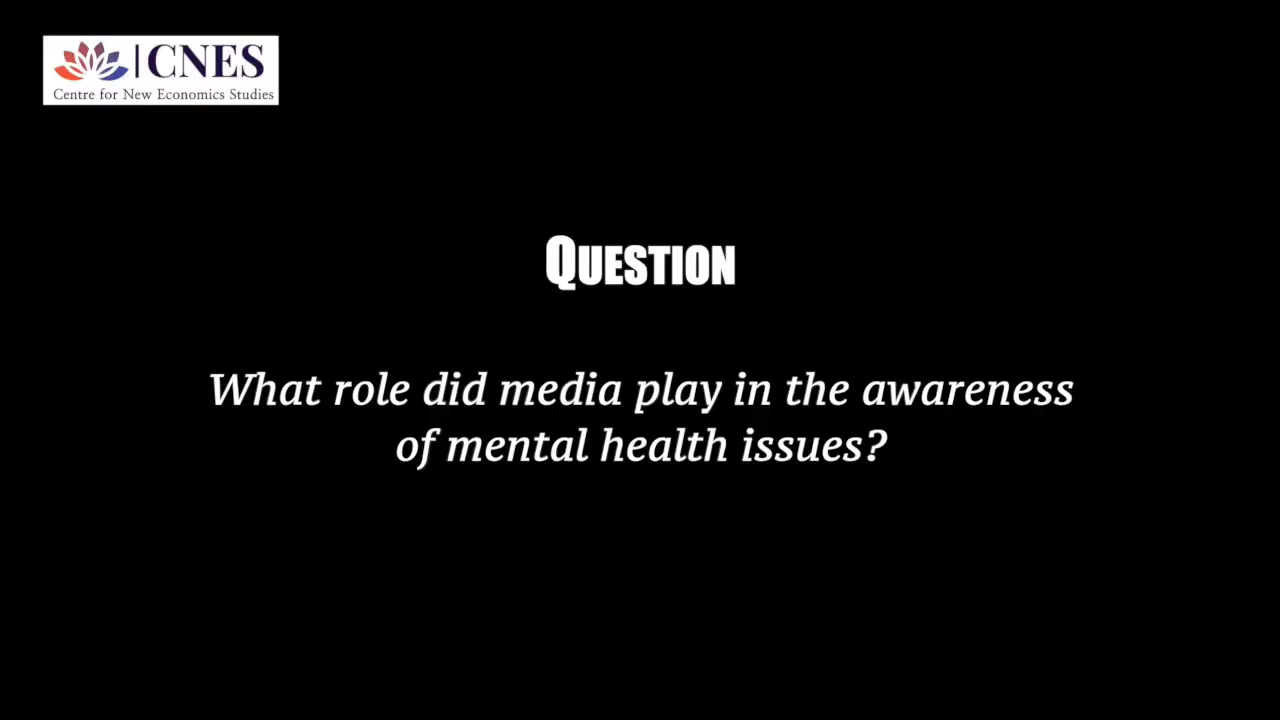 CNES
Centre for New Economics Studies
QUESTION
What role did media play in the awareness
of mental health issues?